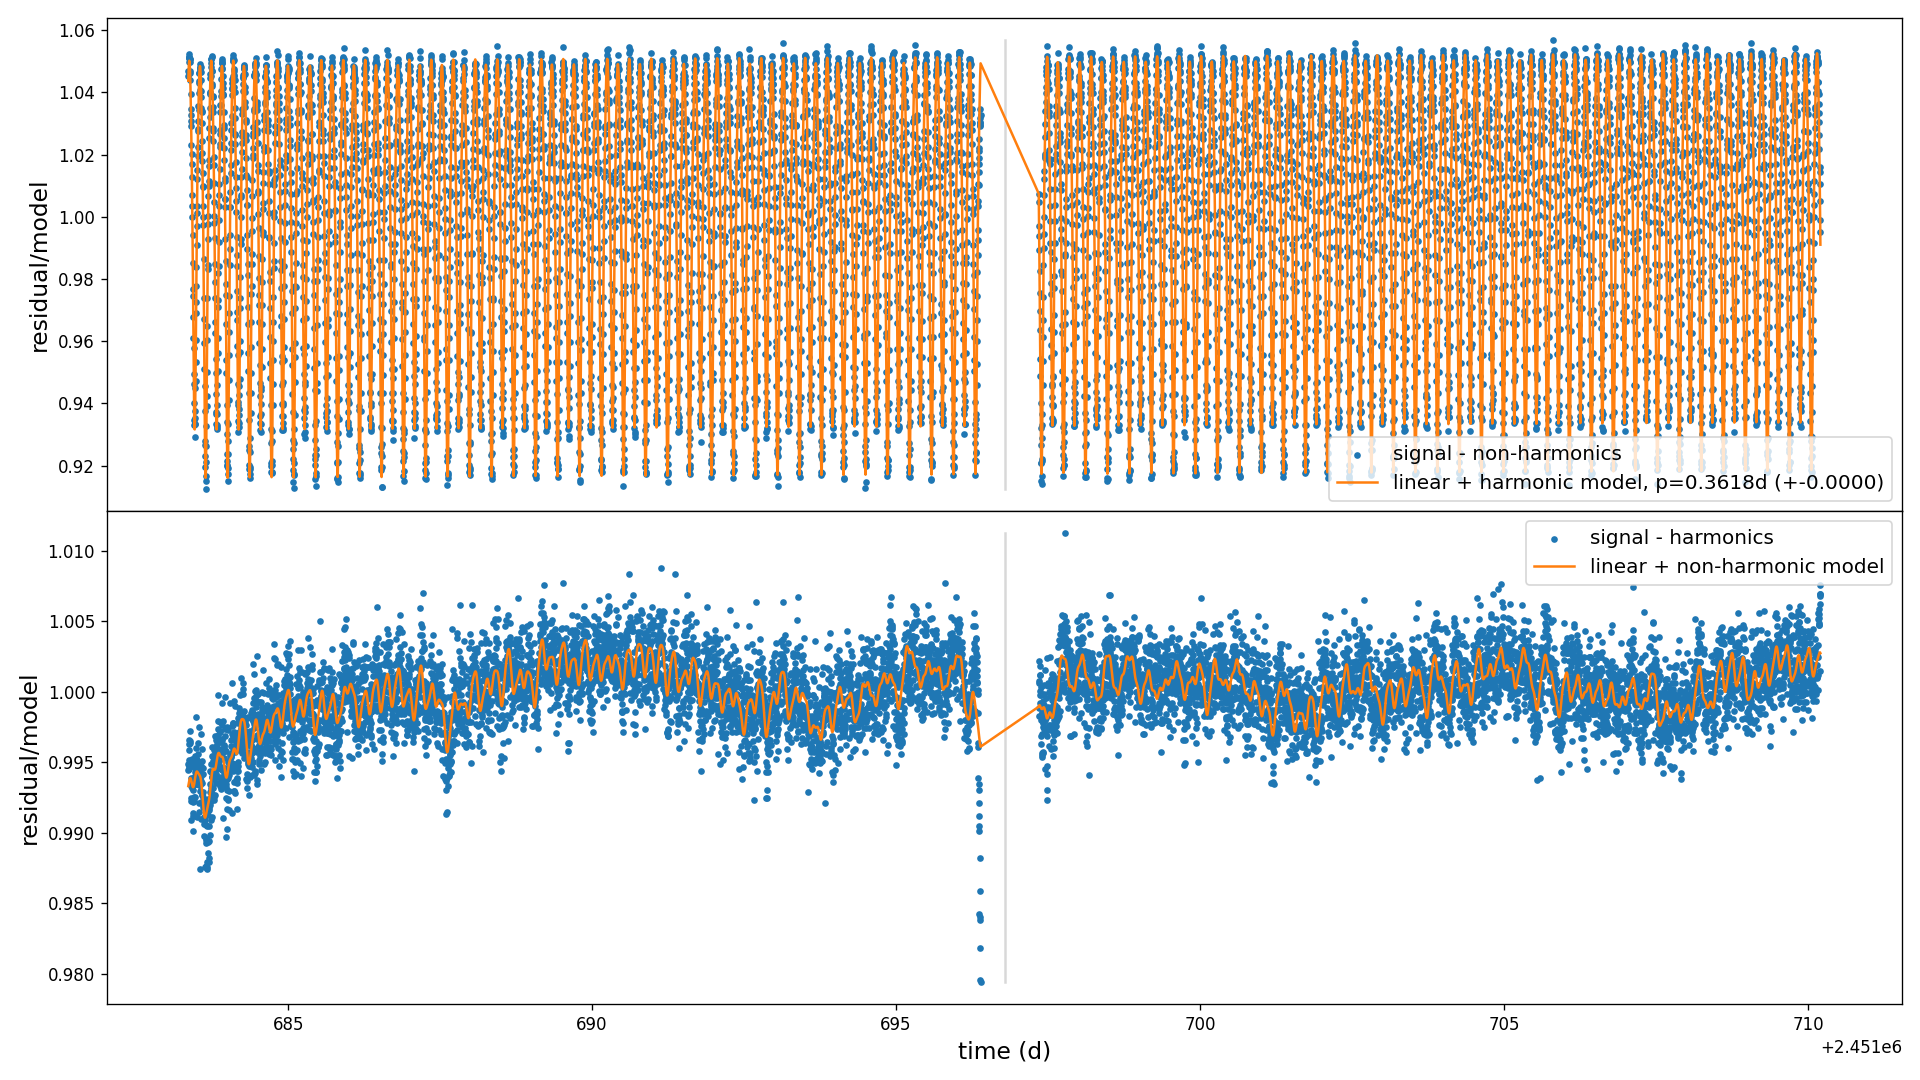 1.06
1.04
1.02
1.00
0.98
0.96
0.94
0.92
residual/model
signal - non-harmonics
linear + harmonic model, p=0.3618d (+-0.0000)
1.010
1.005
1.000
0.995
0.990
0.985
0.980
residual/model
signal - harmonics
linear + non-harmonic model
685
690
695
700
705
710
time (d)
+2.451e6